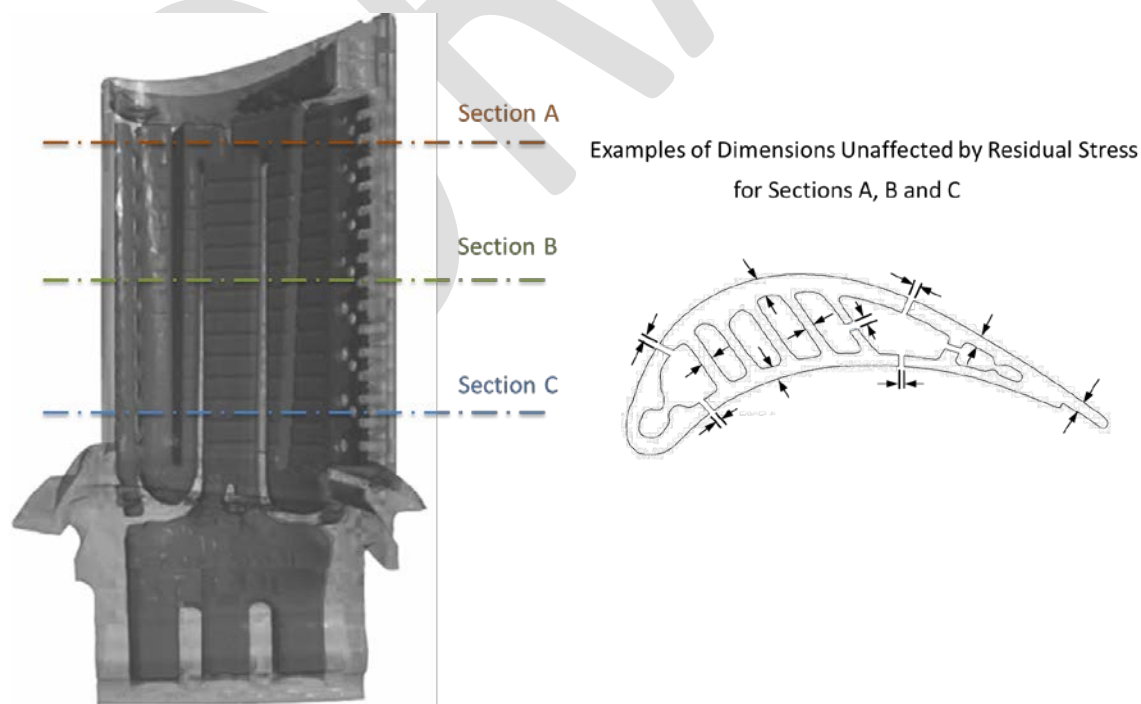 Section A
Examples of Dimensions Unaffected by Residual Stress
for Sections A, B and C
Section B
Section C